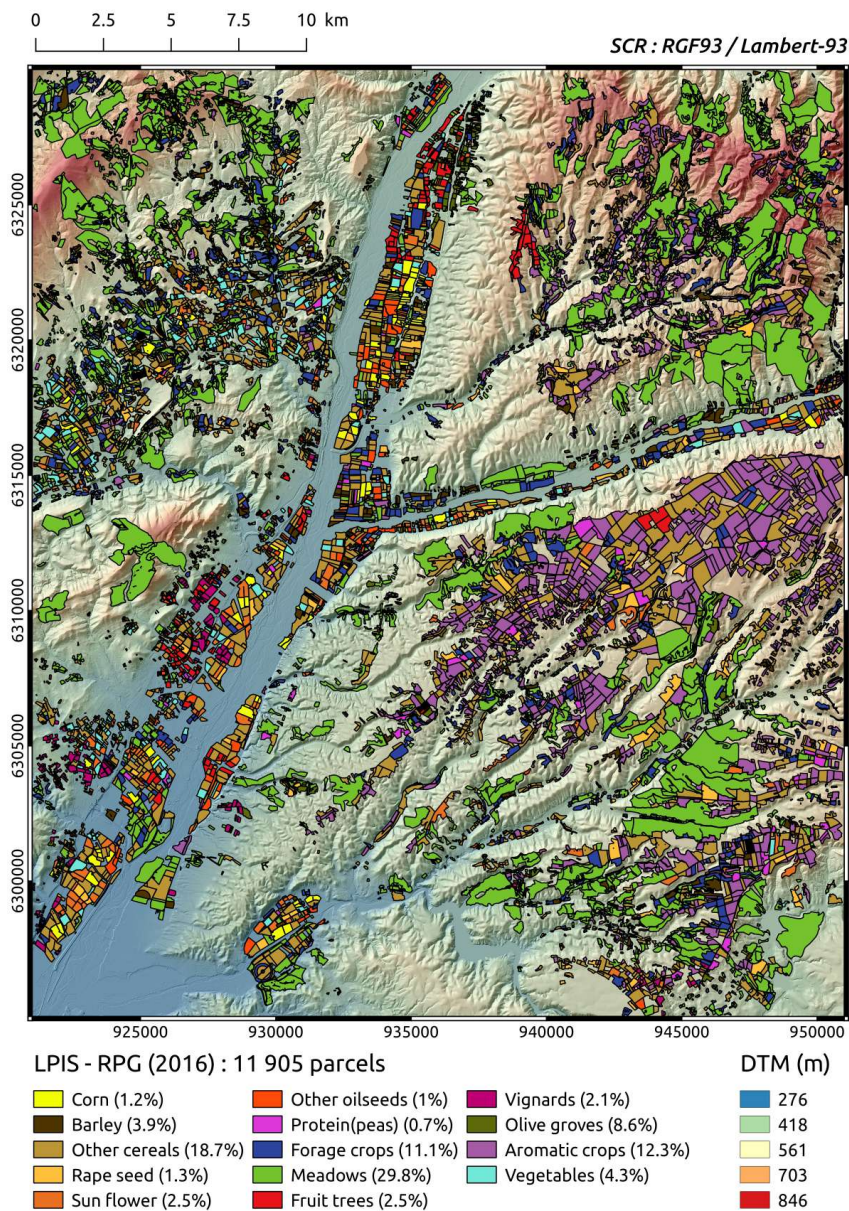 0 2.5 5 7.5 10 km
SCR : RGF93 / Lambert-93
6325000
6320000
6315000
6310000
6305000
6300000
925000 930000 935000 940000 945000 950000
LPIS - RPG (2016) : 11 905 parcels
Corn (1.2%)
Barley (3.9%)
Other cereals (18.7%)
Rape seed (1.3%)
Sun flower (2.5%)
Other oilseeds (1%)
Protein(peas) (0.7%)
Forage crops (11.1%)
Meadows (29.8%)
Fruit trees (2.5%)
Vignards (2.1%)
Olive groves (8.6%)
Aromatic crops (12.3%)
Vegetables (4.3%)
DTM (m)
276
418
561
703
846